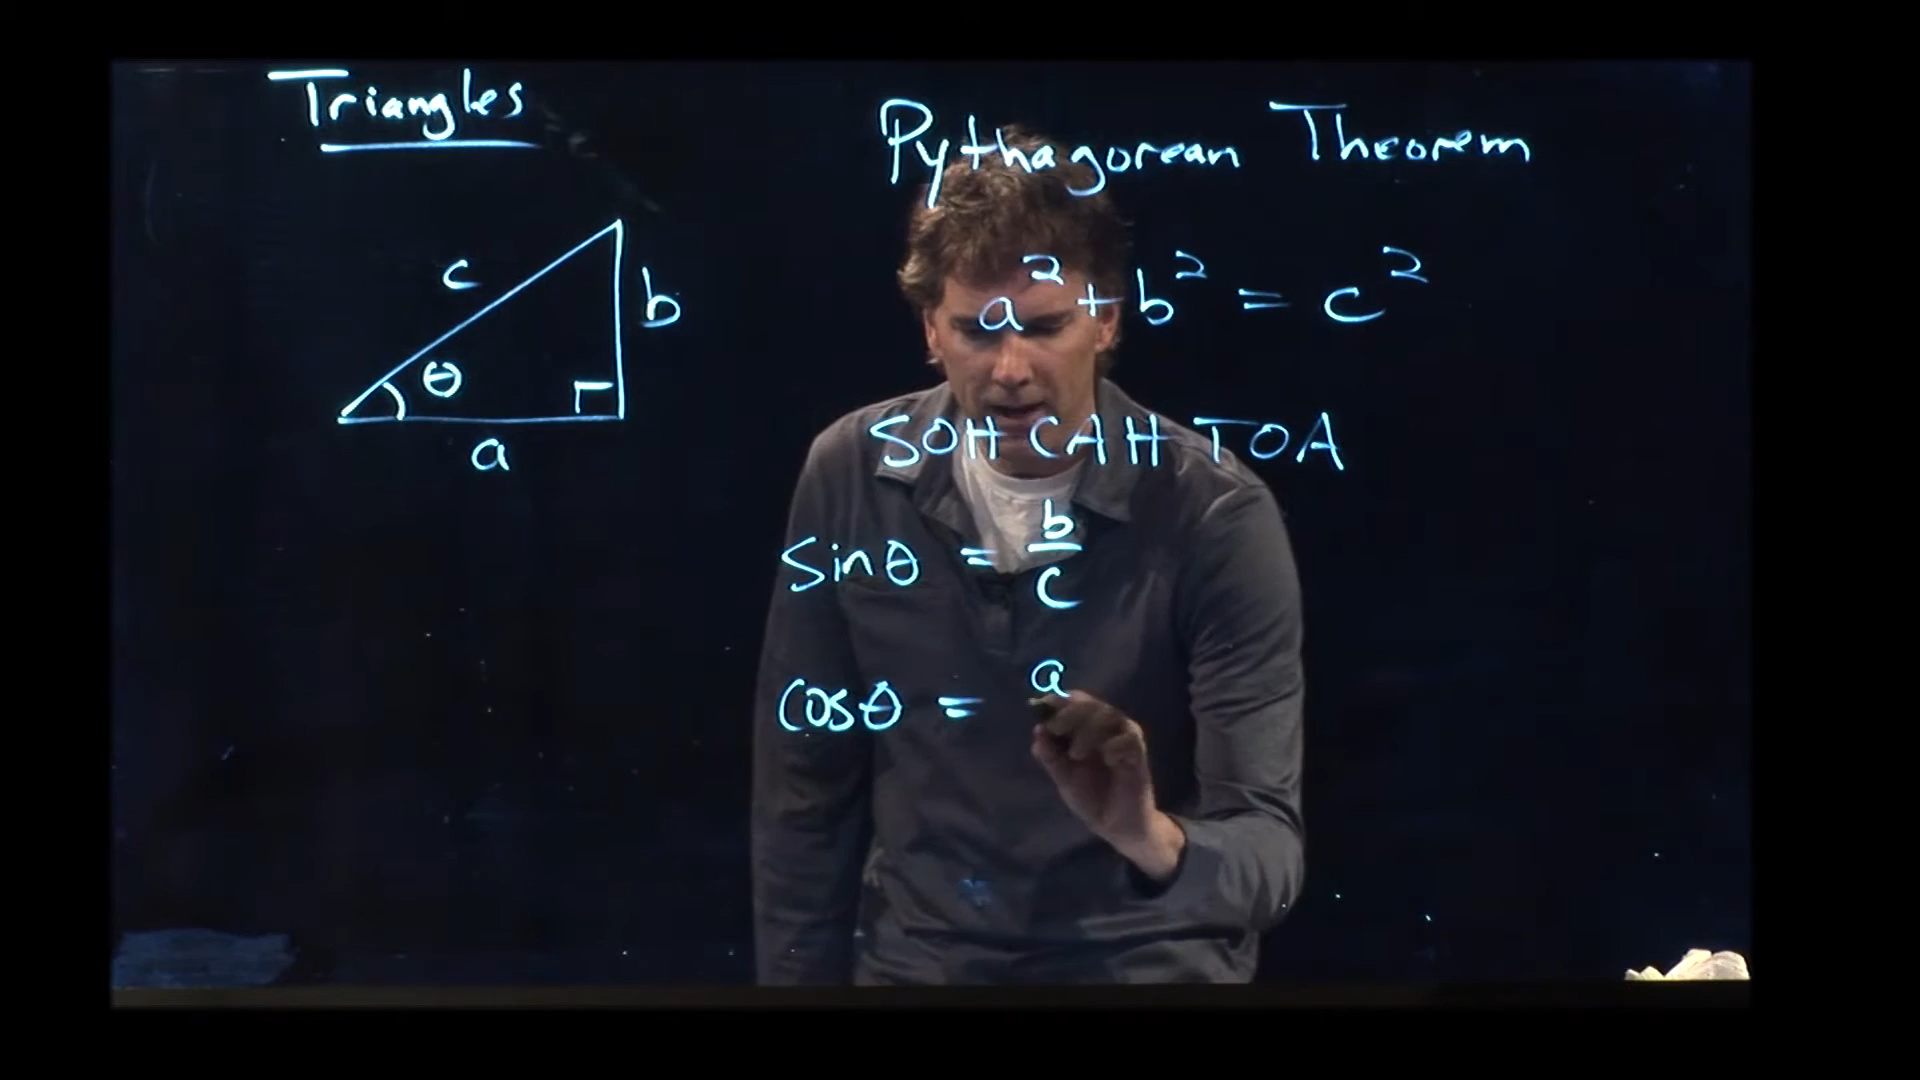 Triangles
c
b
θ
a
Pythagorean Theorem
a² + b² = c²
SOH CAH TOA
sinθ = b/c
cosθ = a